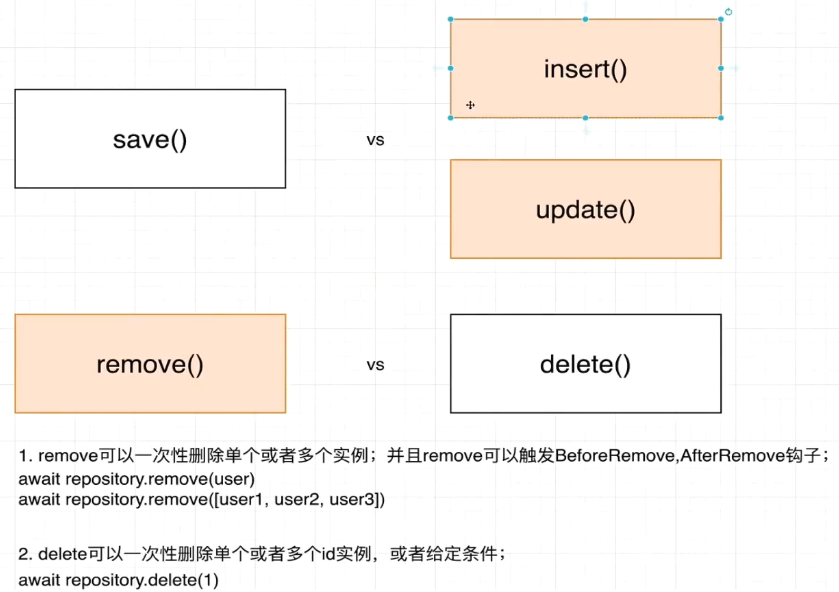 insert()
save()
vs
update()
remove()
vs
delete()
1. remove可以一次性删除单个或者多个实例；并且remove可以触发BeforeRemove,AfterRemove钩子；
await repository.remove(user)
await repository.remove([user1, user2, user3])
2. delete可以一次性删除单个或者多个id实例，或者给定条件；
await repository.delete(1)